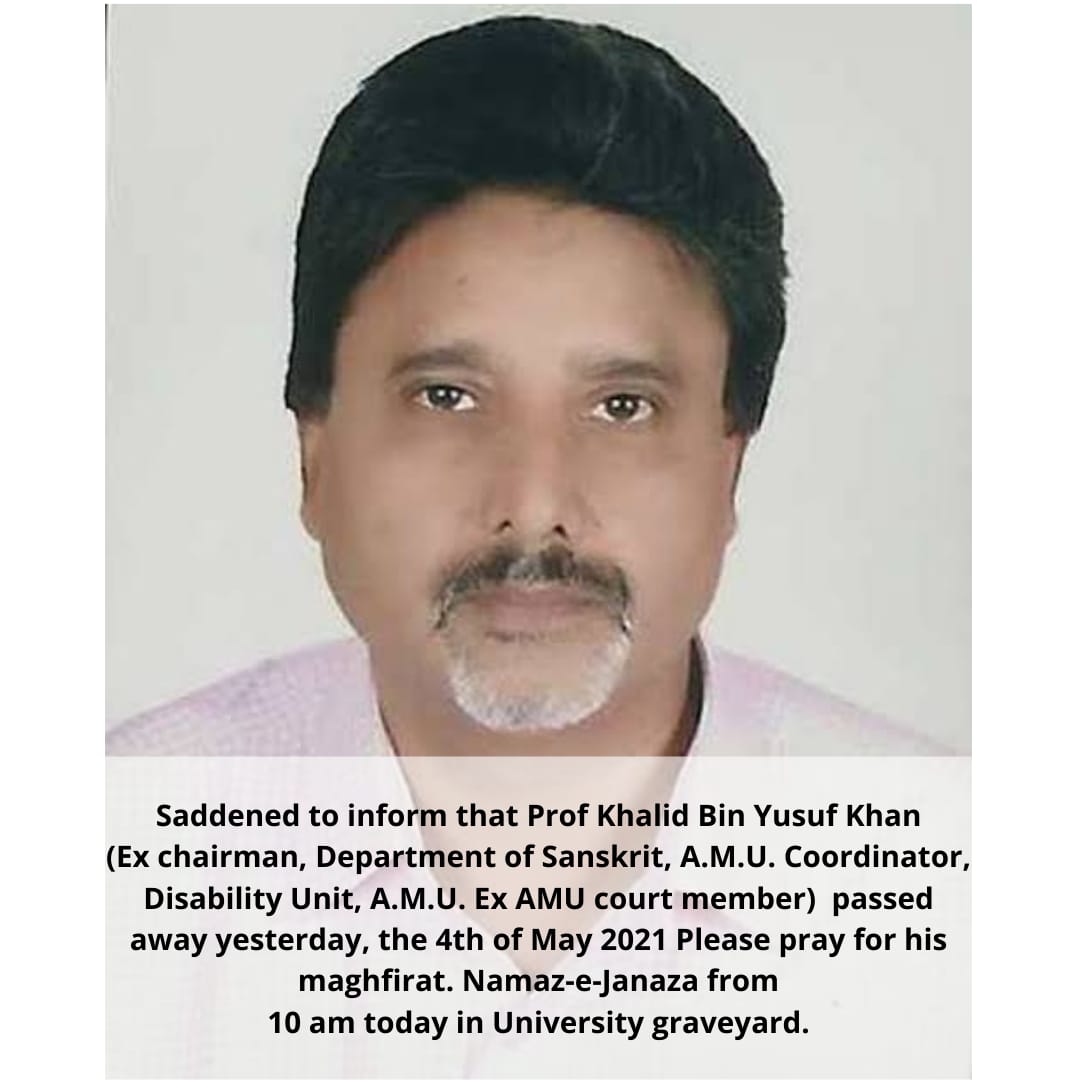 Saddened to inform that Prof Khalid Bin Yusuf Khan
(Ex chairman, Department of Sanskrit, A.M.U. Coordinator,
Disability Unit, A.M.U. Ex AMU court member)  passed
away yesterday, the 4th of May 2021 Please pray for his
maghfirat. Namaz-e-Janaza from
10 am today in University graveyard.